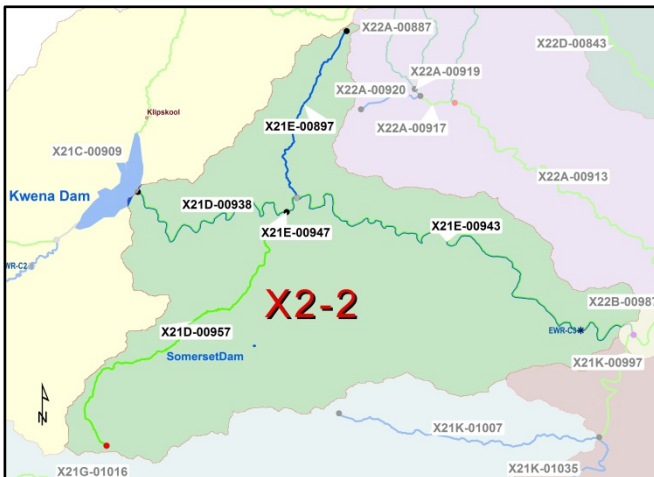 X22A-00887
X22D-00843
X22A-00919
X22A-00920
Klipskool
X21E-00897
X22A-00917
X21C-00909
X22A-00913
Kwena Dam
X21D-00938
X21E-00947
X21E-00943
WR-C2
X2-2
X22B-00987
X21D-00957
EWR-C3
SomersetDam
X21K-00997
N
X21K-01007
X21G-01016
X21K-01035